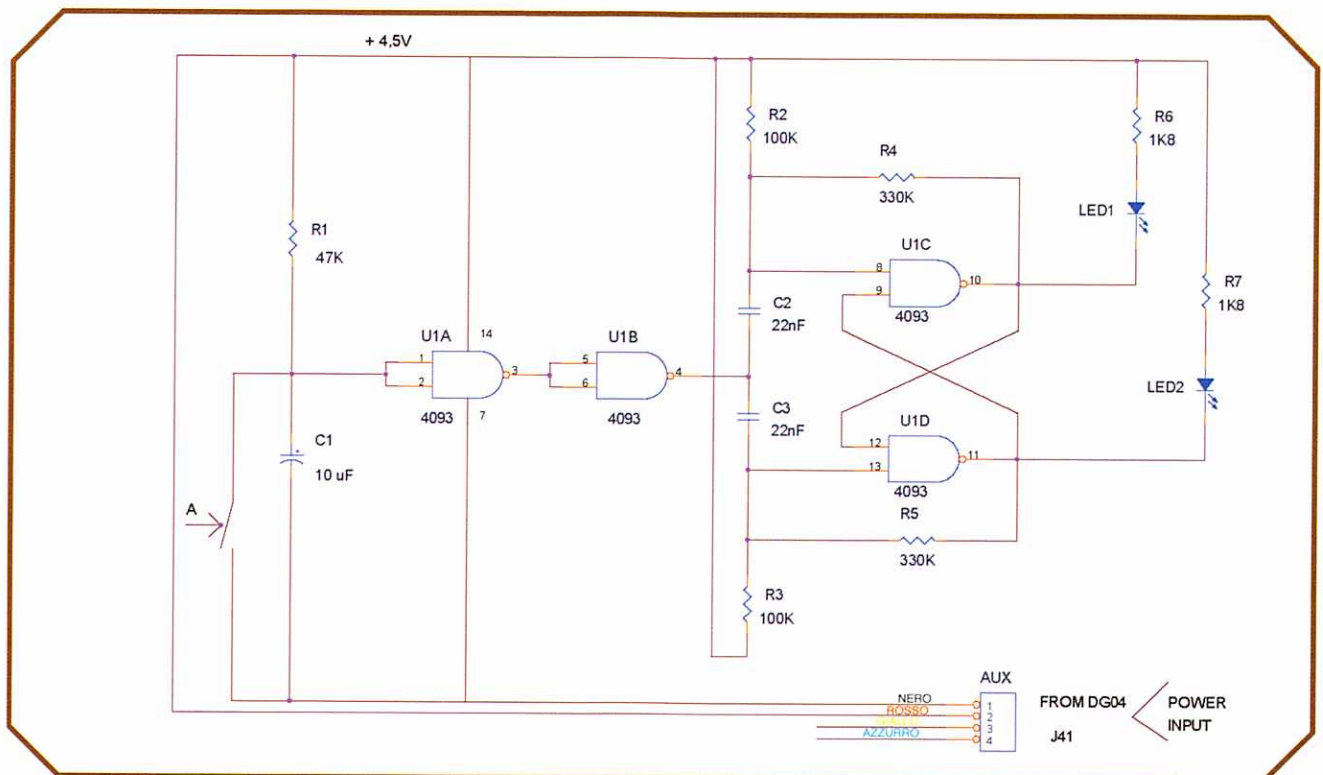 + 4,5V
R2
100K
R6
1K8
R4
330K
LED1
R1
47K
U1C
8
9
10
4093
R7
1K8
C2
22nF
U1A
14
1
2
3
4093
7
U1B
5
6
4
4093
LED2
C3
22nF
U1D
12
13
11
4093
C1
10 uF
A
R5
330K
R3
100K
AUX
NERO
1
ROSSO
2
GIALLO
3
AZZURRO
4
FROM DG04
J41
POWER
INPUT